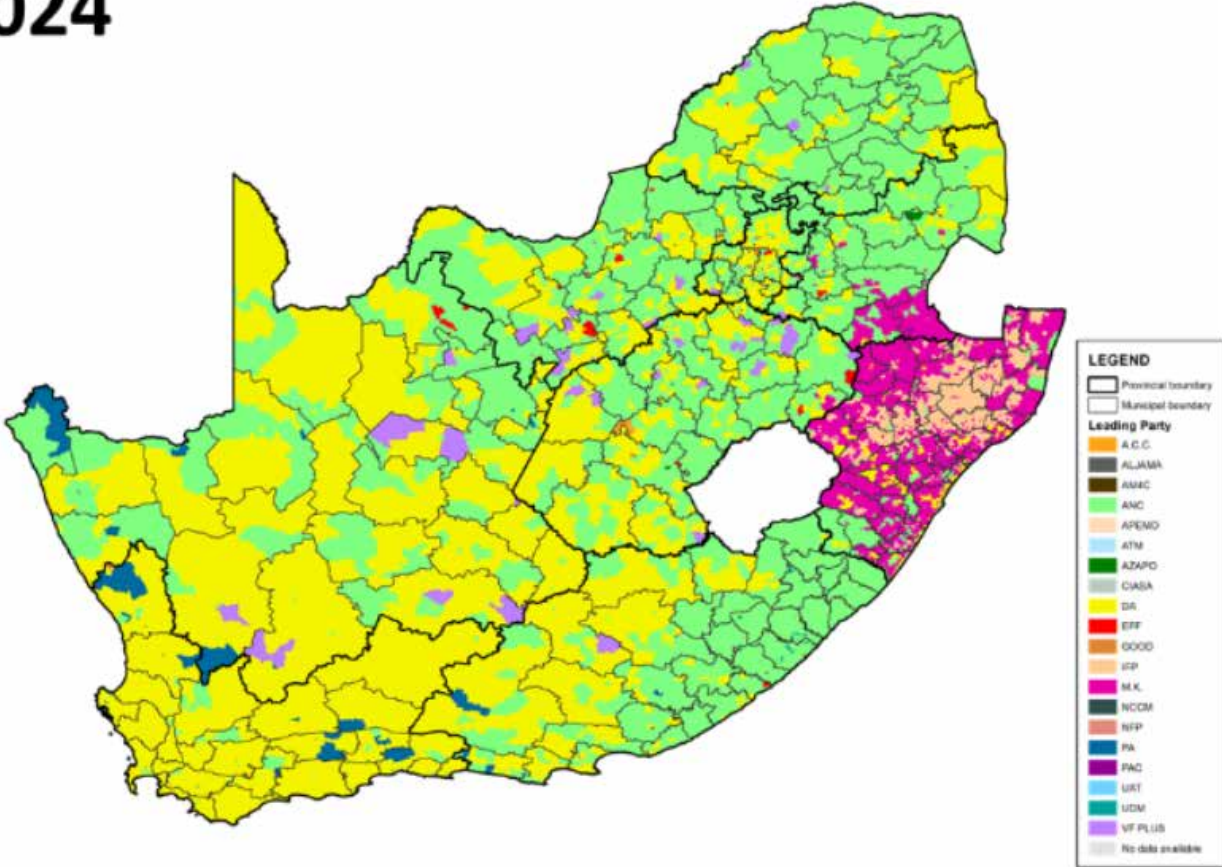 024
LEGEND
Provincial boundary
Municipal boundary
Leading Party
A.C.C.
ALJAMA
AM4C
ANC
APEMO
ATM
AZAPO
CIASA
DA
EFF
GOOD
IFP
M.K.
NCCM
NFP
PA
PAC
UAT
UDM
VF PLUS
No data available